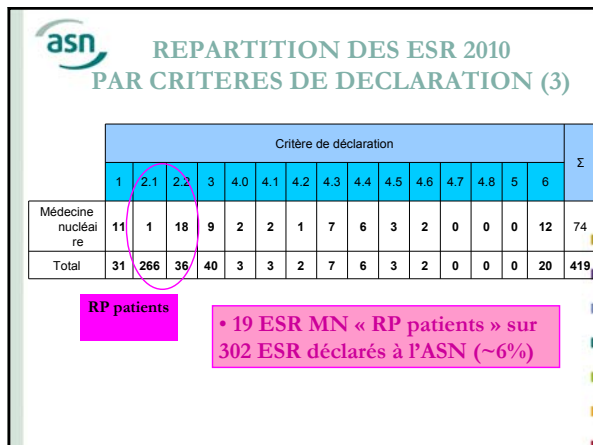 asn
REPARTITION DES ESR 2010
PAR CRITERES DE DECLARATION (3)
Critère de déclaration
Σ
1 2.1 2.2 3 4.0 4.1 4.2 4.3 4.4 4.5 4.6 4.7 4.8 5 6
Médecine
nucléai
re
11 1 18 9 2 2 1 7 6 3 2 0 0 0 12 74
Total 31 266 36 40 3 3 2 7 6 3 2 0 0 0 20 419
RP patients
• 19 ESR MN « RP patients » sur
302 ESR déclarés à l'ASN (~6%)